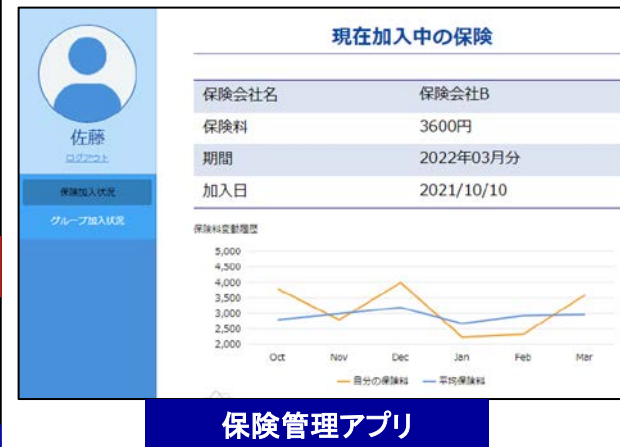 現在加入中の保険
佐藤
ログアウト
保険加入状況
グループ加入状況
保険会社名 保険会社B
保険料 3600円
期間 2022年03月分
加入日 2021/10/10
保険料変動履歴
5,000
4,500
4,000
3,500
3,000
2,500
2,000
Oct Nov Dec Jan Feb Mar
自分の保険料 平均保険料
保険管理アプリ